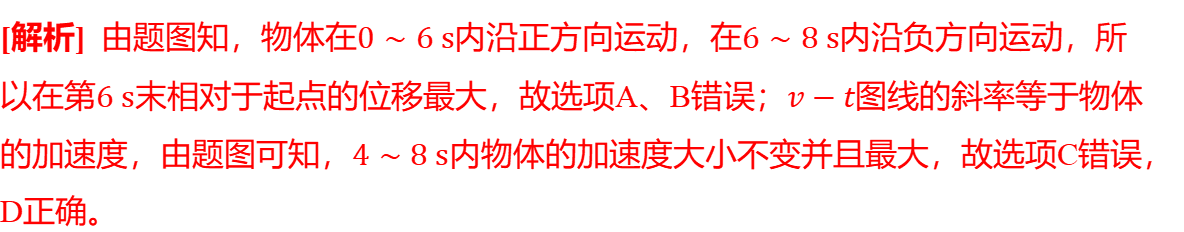 [解析] 由题图知，物体在0 ~ 6 s内沿正方向运动，在6 ~ 8 s内沿负方向运动，所
以在第6 s末相对于起点的位移最大，故选项A、B错误；v − t图线的斜率等于物体
的加速度，由题图可知，4 ~ 8 s内物体的加速度大小不变并且最大，故选项C错误，
D正确。